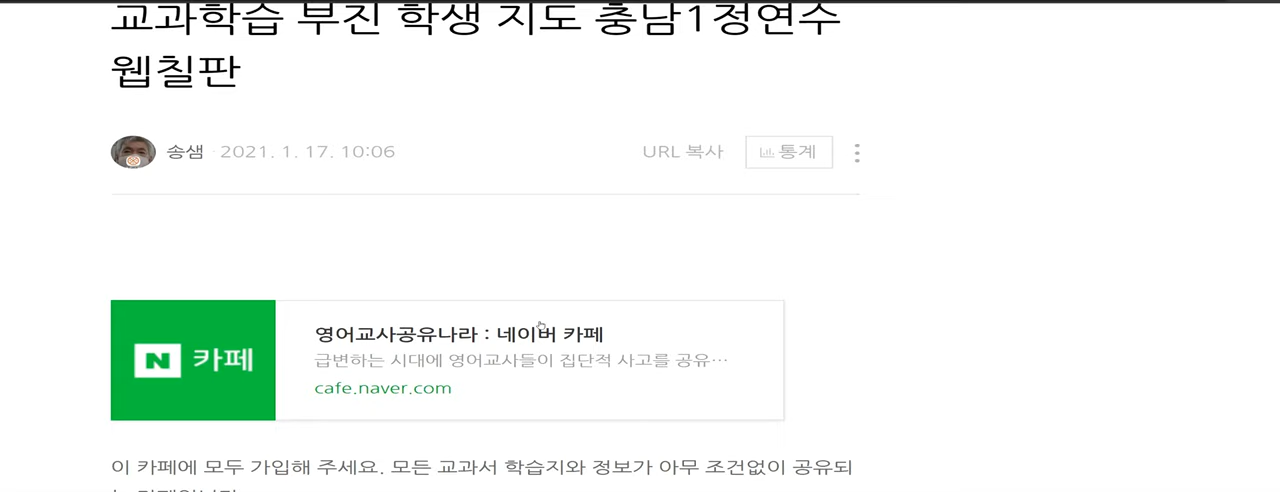 교과학습 부진 학생 지도 충남1정연수
웹칠판
송샘 · 2021. 1. 17. 10:06
URL 복사
통계
N 카페
영어교사공유나라 : 네이버 카페
급변하는 시대에 영어교사들이 집단적 사고를 공유…
cafe.naver.com
이 카페에 모두 가입해 주세요. 모든 교과서 학습지와 정보가 아무 조건없이 공유되